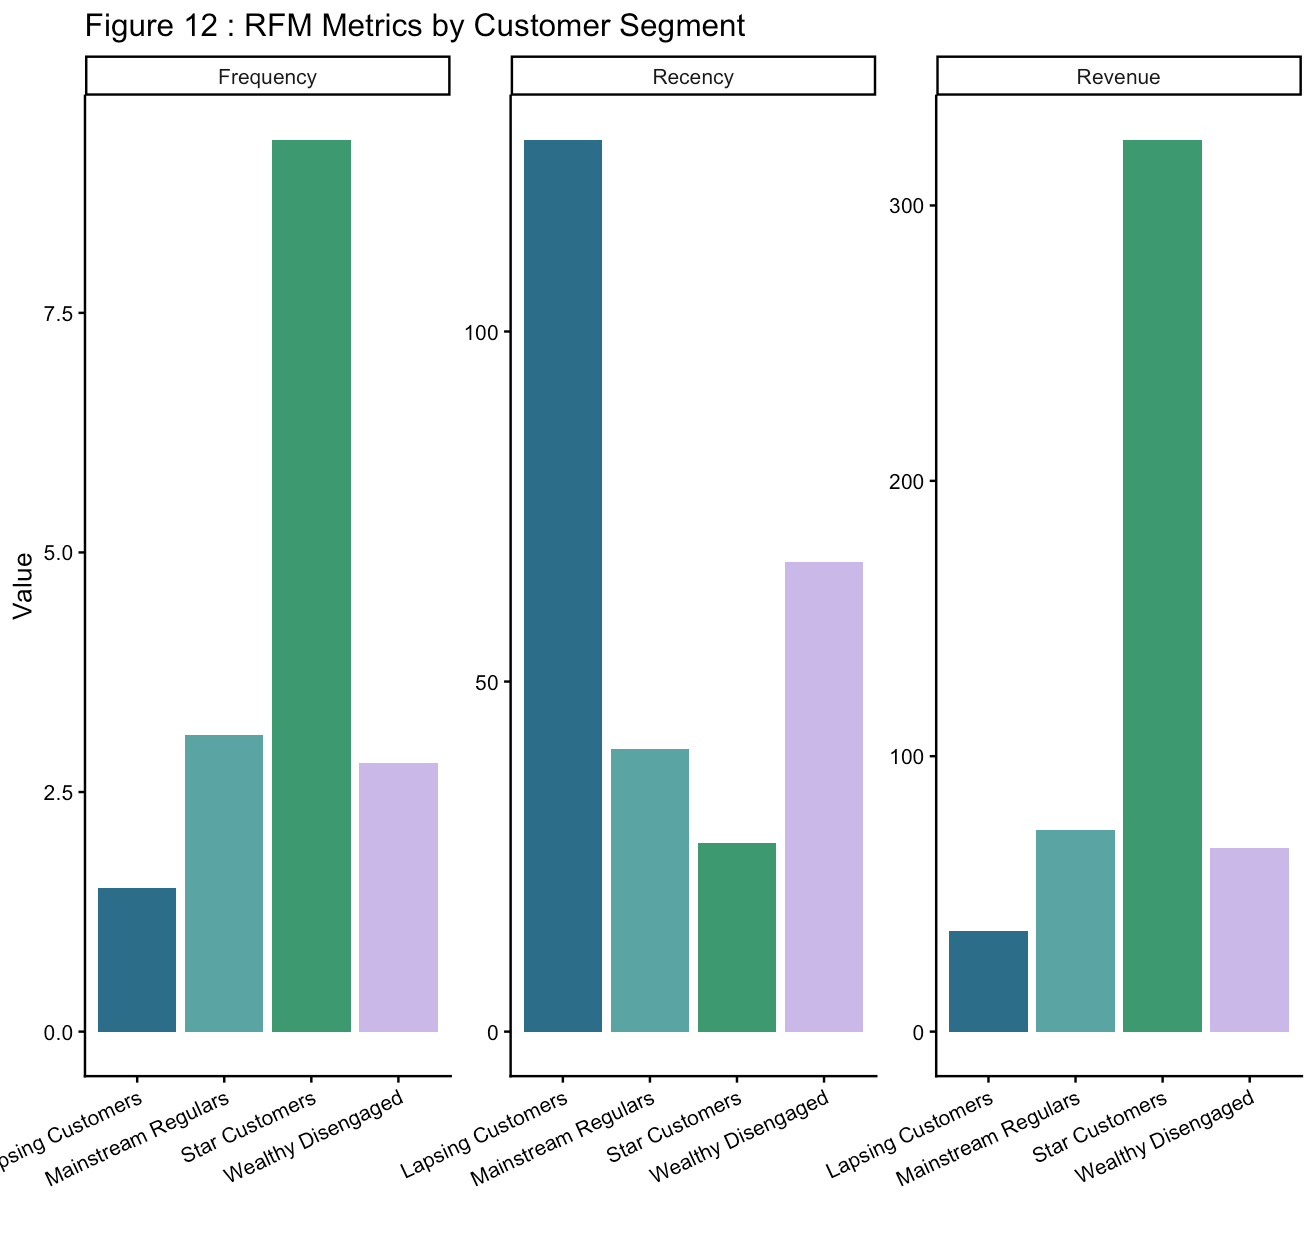 Figure 12 : RFM Metrics by Customer Segment
Frequency
Recency
Revenue
Value
7.5
5.0
2.5
0.0
100
50
0
300
200
100
0
psing Customers
Mainstream Regulars
Star Customers
Wealthy Disengaged
Lapsing Customers
Mainstream Regulars
Star Customers
Wealthy Disengaged
Lapsing Customers
Mainstream Regulars
Star Customers
Wealthy Disengaged